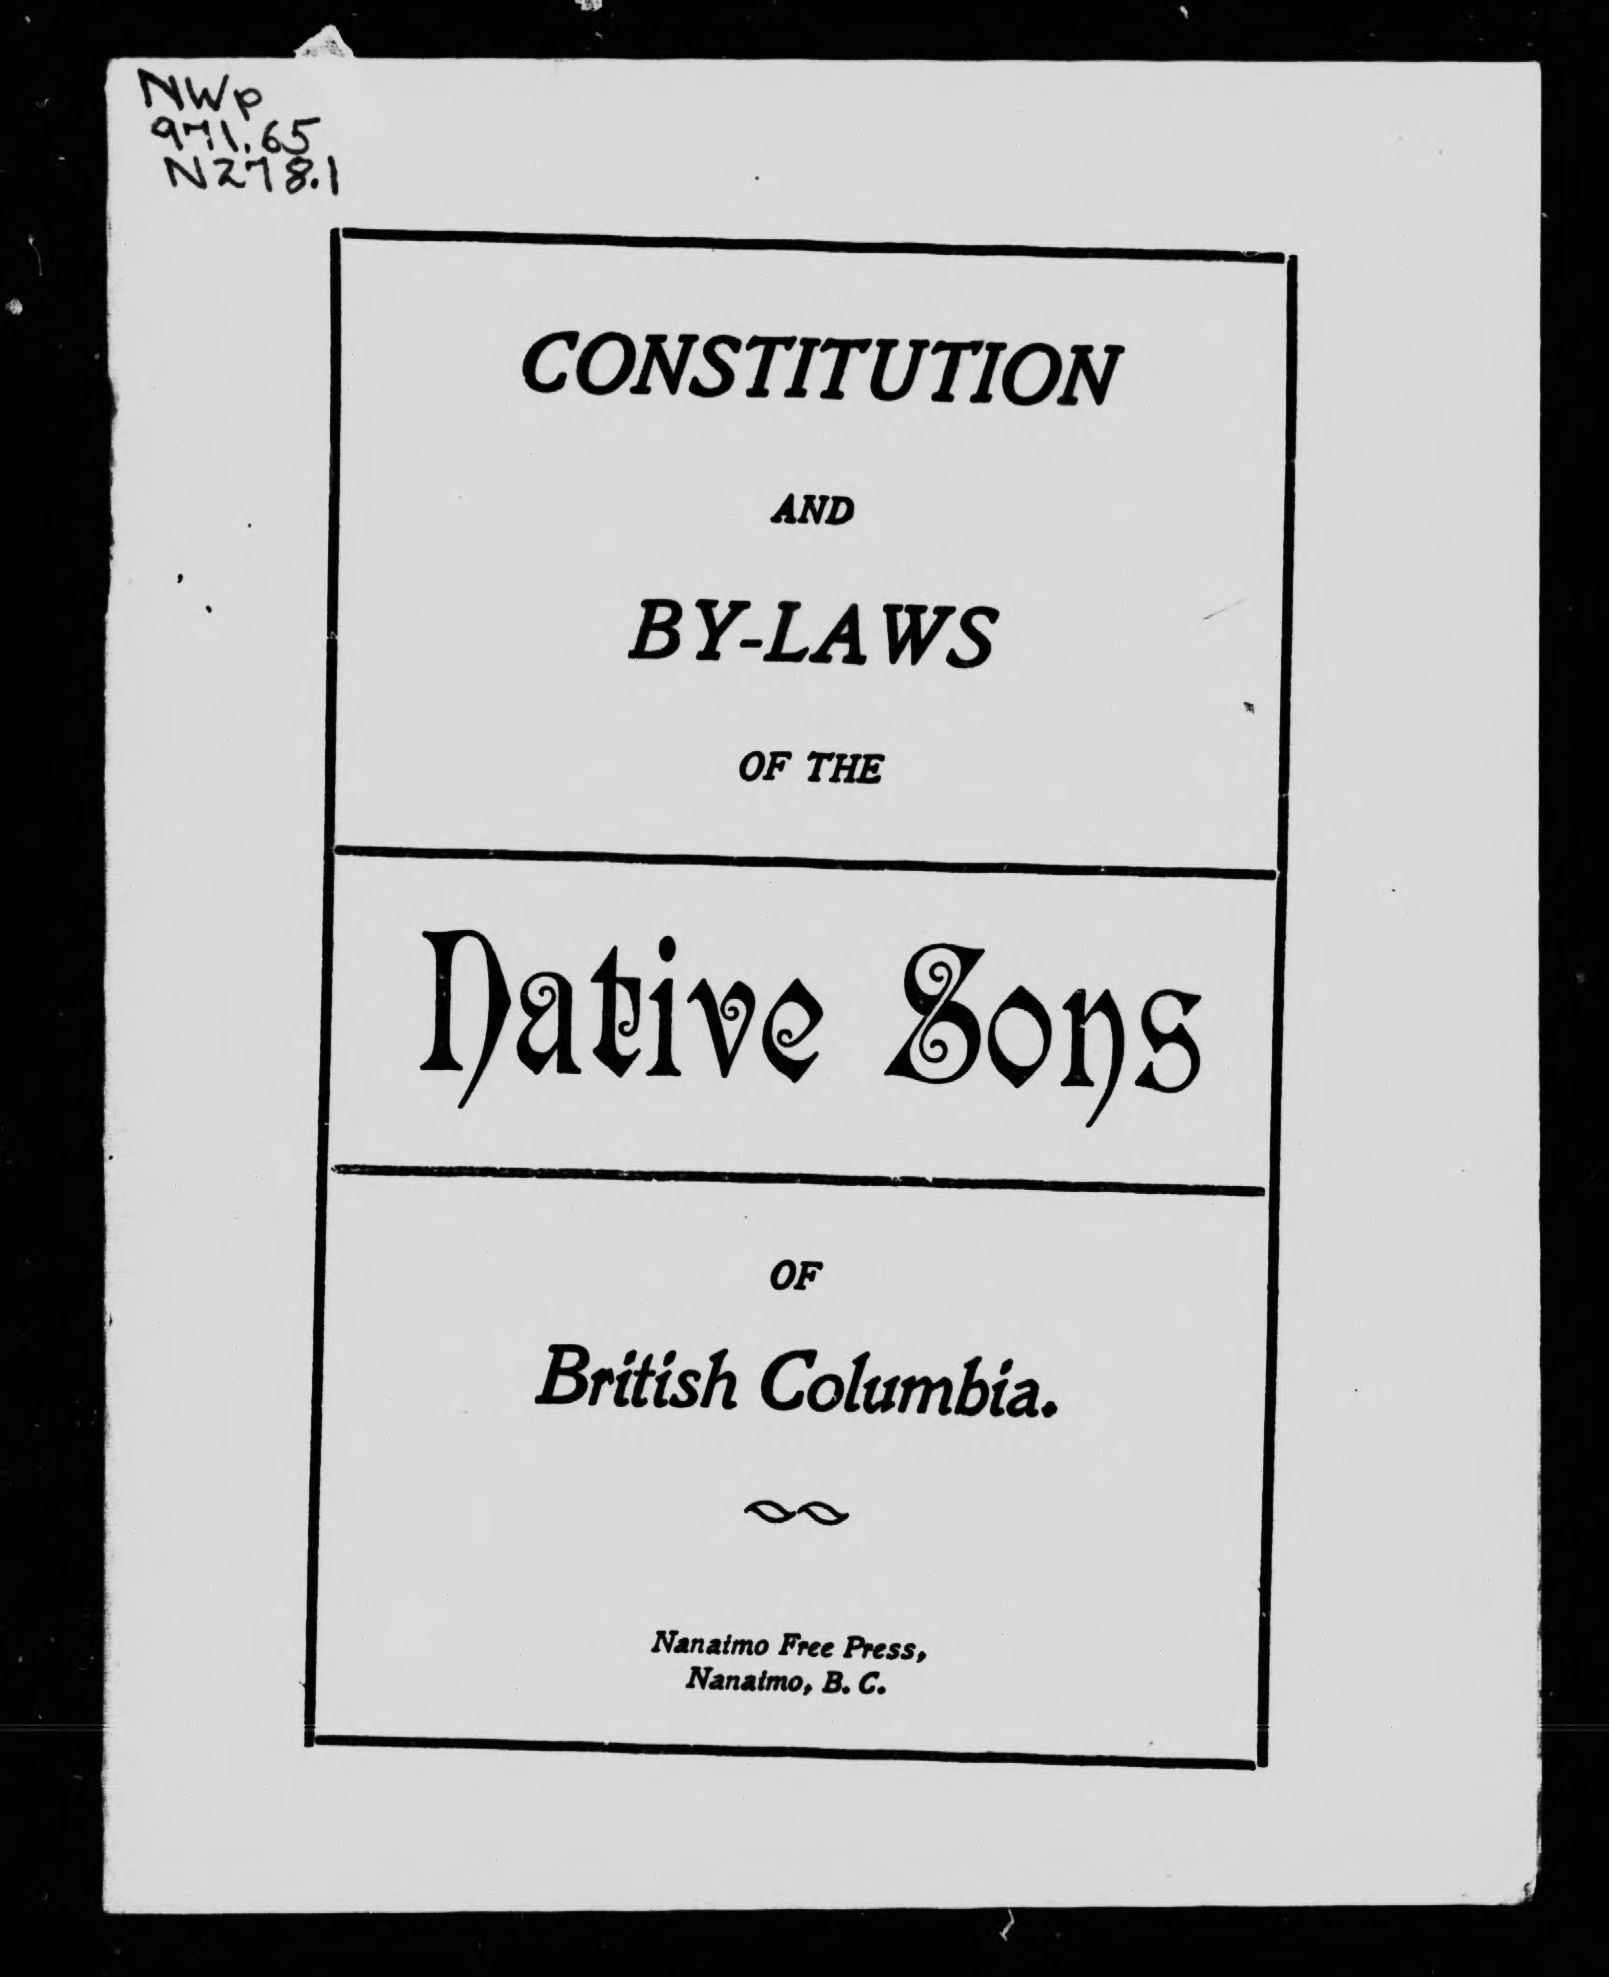 NWp
971.65
N278.1
CONSTITUTION
AND
BY-LAWS
OF THE
Native Sons
OF
British Columbia.
Nanaimo Free Press,
Nanaimo, B. C.